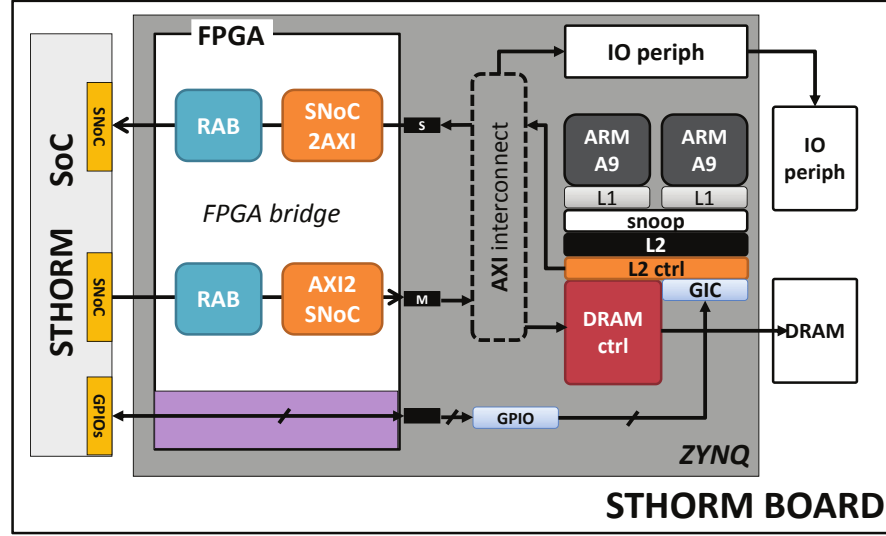 FPGA
IO periph
SNoC
RAB
SNoC
2AXI
S
ARM
A9
ARM
A9
IO
periph
STHORM SoC
FPGA bridge
AXI interconnect
L1
L1
snoop
L2
L2 ctrl
SNoC
RAB
AXI2
SNoC
M
GIC
DRAM
ctrl
DRAM
GPIOs
GPIO
ZYNQ
STHORM BOARD